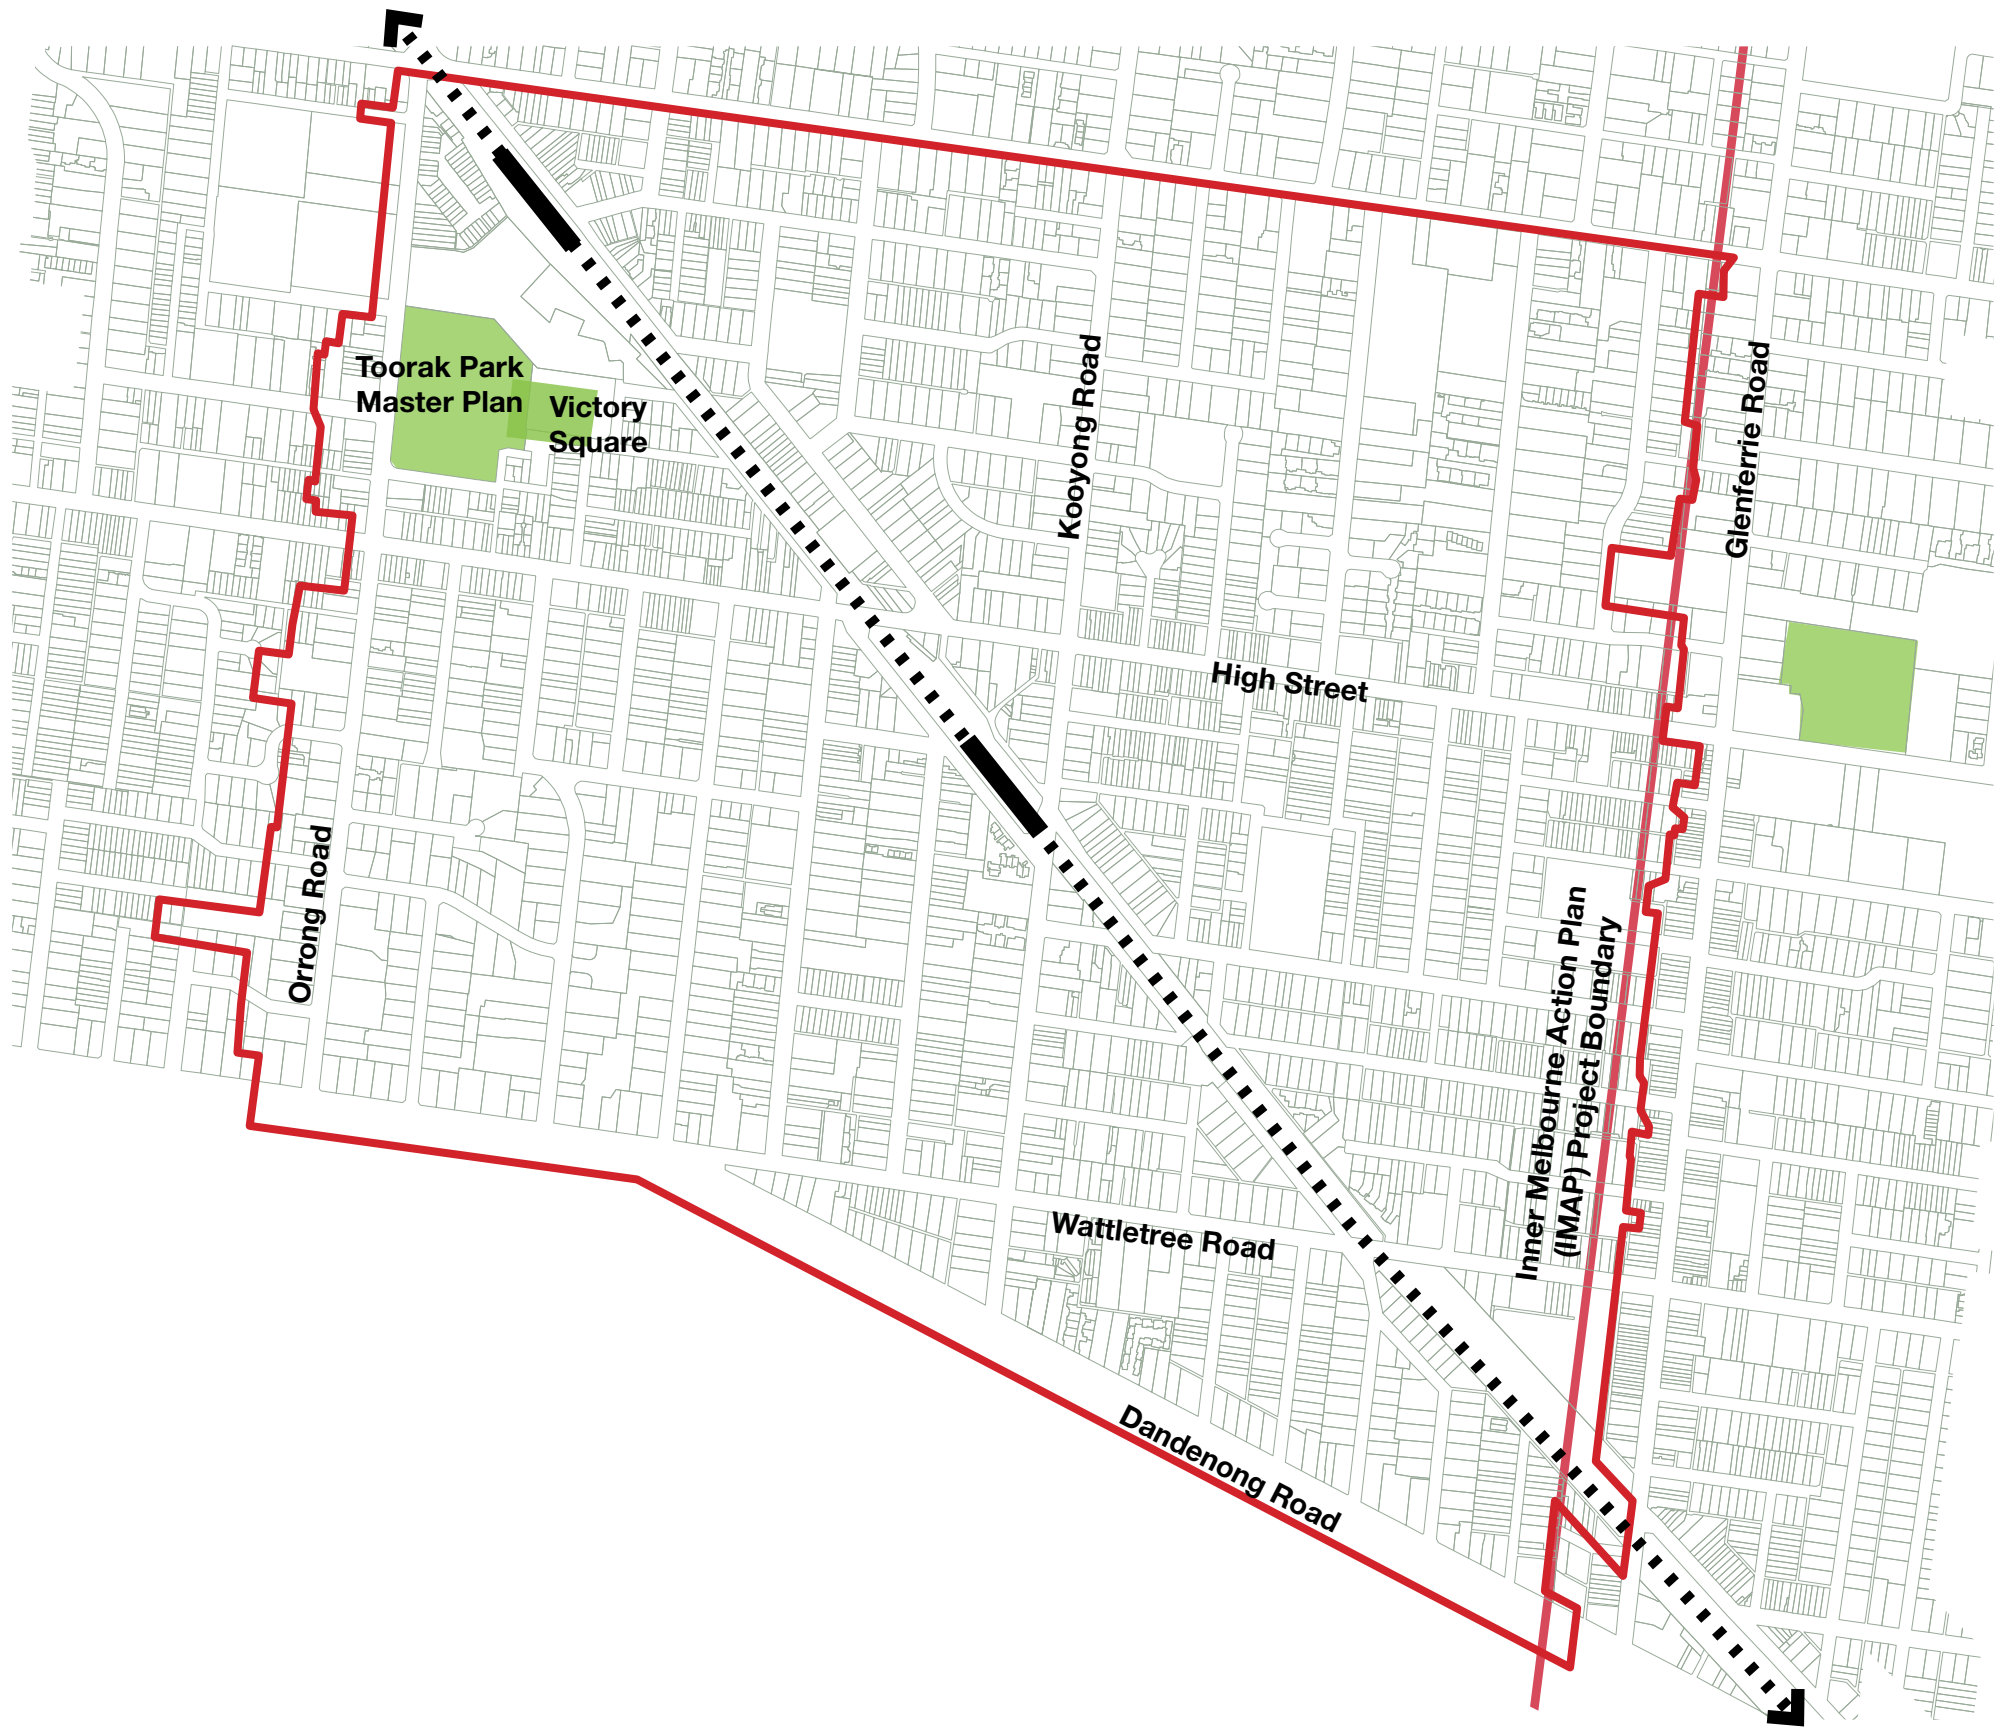 Toorak Park
Master Plan
Victory
Square
Kooyong Road
Glenferrie Road
High Street
Orrong Road
Inner Melbourne Action Plan
(IMAP) Project Boundary
Wattletree Road
Dandenong Road